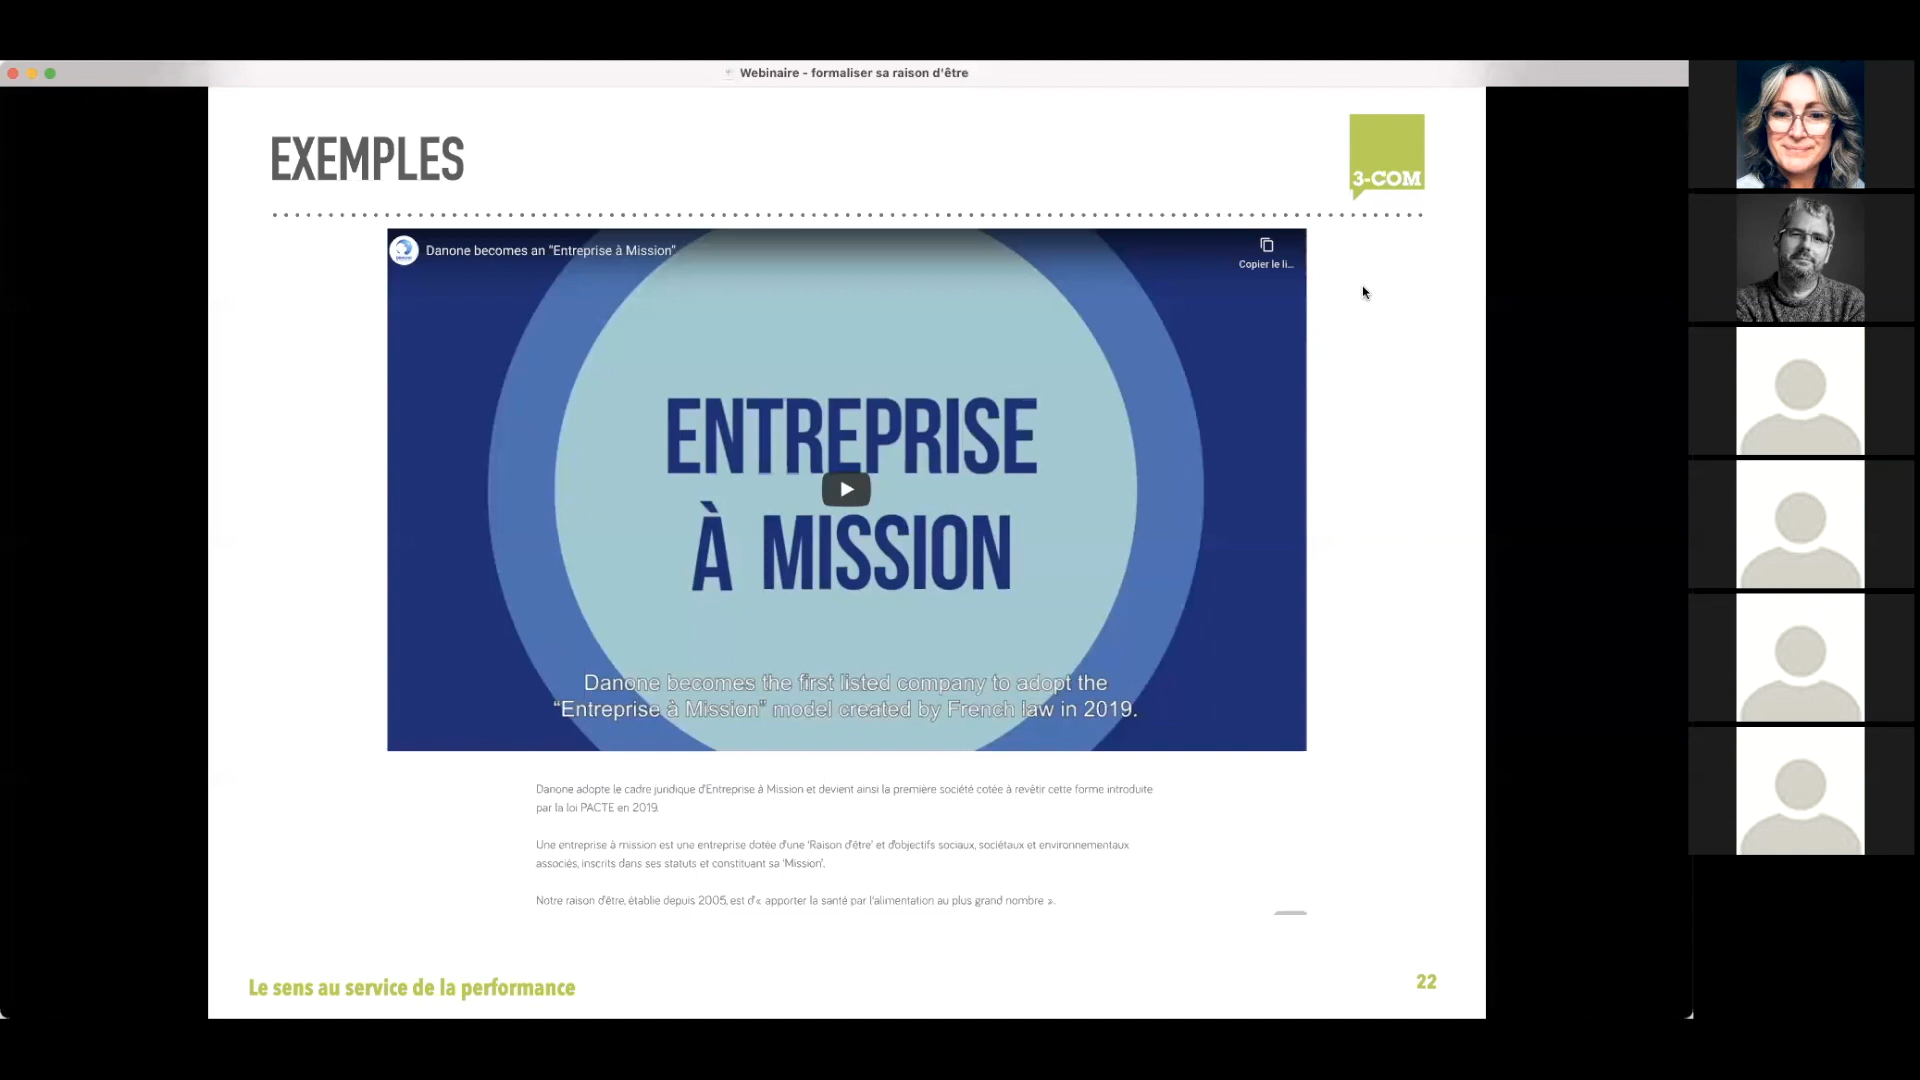 Webinaire - formaliser sa raison d'être
EXEMPLES
3-COM
Danone becomes an "Entreprise à Mission"
Copier le li...
ENTREPRISE
À MISSION
Danone becomes the first listed company to adopt the
"Entreprise à Mission" model created by French law in 2019.
Danone adopte le cadre juridique d'Entreprise à Mission et devient ainsi la première société cotée à revêtir cette forme introduite
par la loi PACTE en 2019.
Une entreprise à mission est une entreprise dotée d'une 'Raison d'être' et d'objectifs sociaux, sociétaux et environnementaux
associés, inscrits dans ses statuts et constituant sa 'Mission'.
Notre raison d'être, établie depuis 2005, est d'« apporter la santé par l'alimentation au plus grand nombre ».
Le sens au service de la performance
22